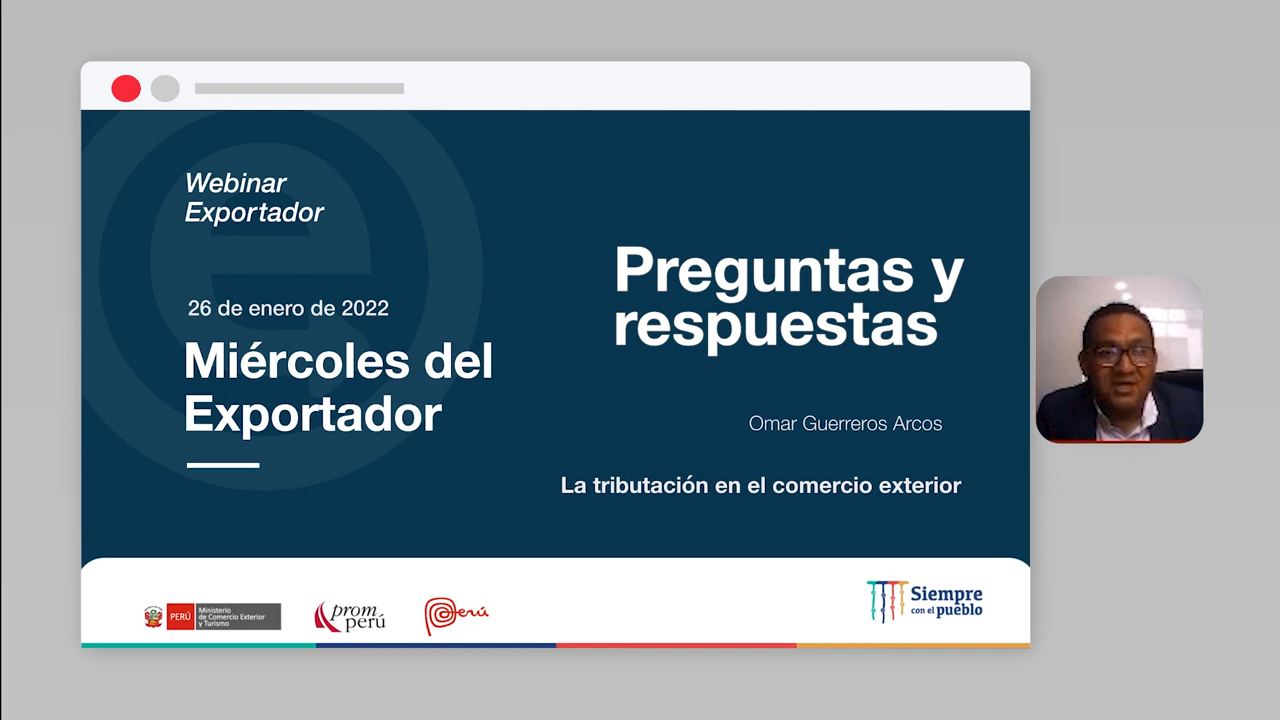 Webinar
Exportador
26 de enero de 2022
Miércoles del
Exportador
Preguntas y
respuestas
Omar Guerreros Arcos
La tributación en el comercio exterior
PERÚ
Ministerio
de Comercio Exterior
y Turismo
prom
perú
Perú
Siempre
con el pueblo